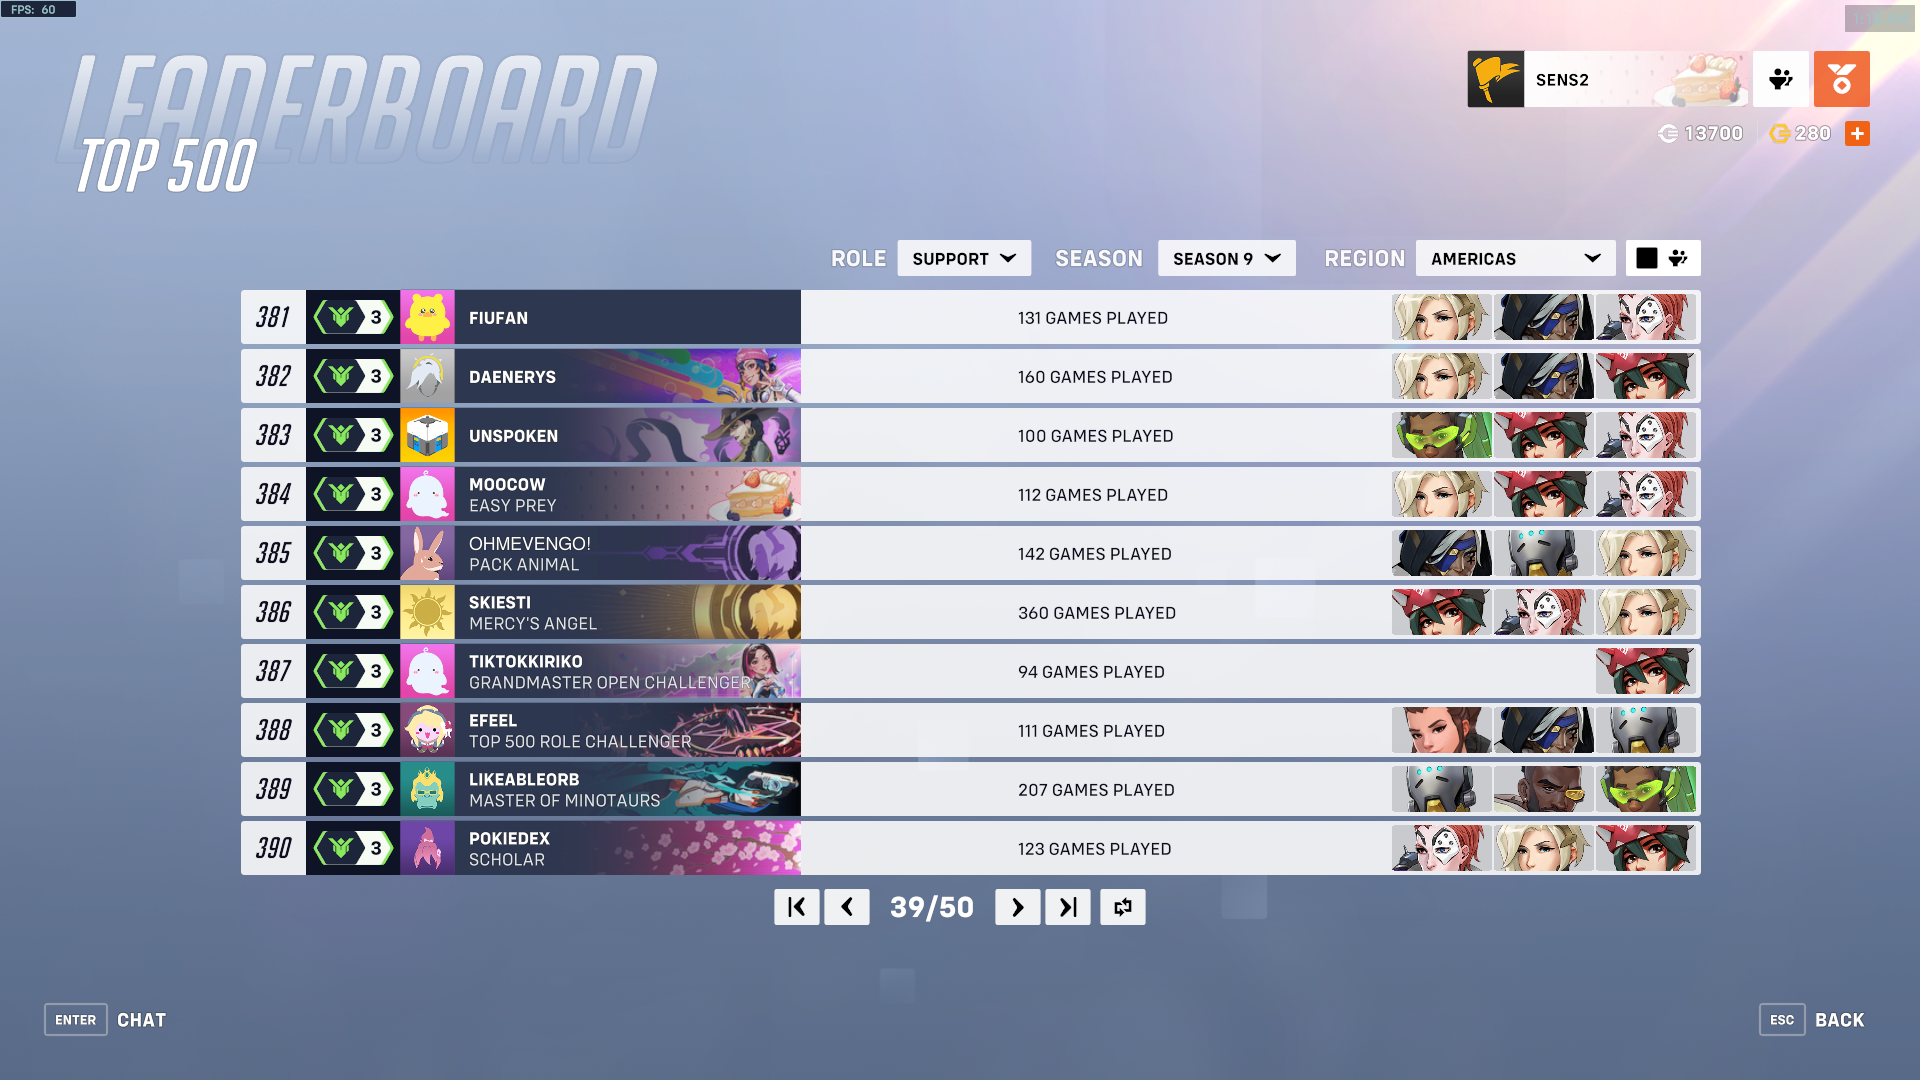 FPS: 60
LEADERBOARD
TOP 500
SENS2
13700
280
ROLE SUPPORT SEASON SEASON 9 REGION AMERICAS
381 3 FIUFAN 131 GAMES PLAYED
382 3 DAENERYS 160 GAMES PLAYED
383 3 UNSPOKEN 100 GAMES PLAYED
384 3 MOOCOW 112 GAMES PLAYED
EASY PREY
385 3 OHMEVENGO! 142 GAMES PLAYED
PACK ANIMAL
386 3 SKIESTI 360 GAMES PLAYED
MERCY'S ANGEL
387 3 TIKTOKKIRIKO 94 GAMES PLAYED
GRANDMASTER OPEN CHALLENGER
388 3 EFEEL 111 GAMES PLAYED
TOP 500 ROLE CHALLENGER
389 3 LIKEABLEORB 207 GAMES PLAYED
MASTER OF MINOTAURS
390 3 POKIEDEX 123 GAMES PLAYED
SCHOLAR
39/50
ENTER CHAT
ESC BACK